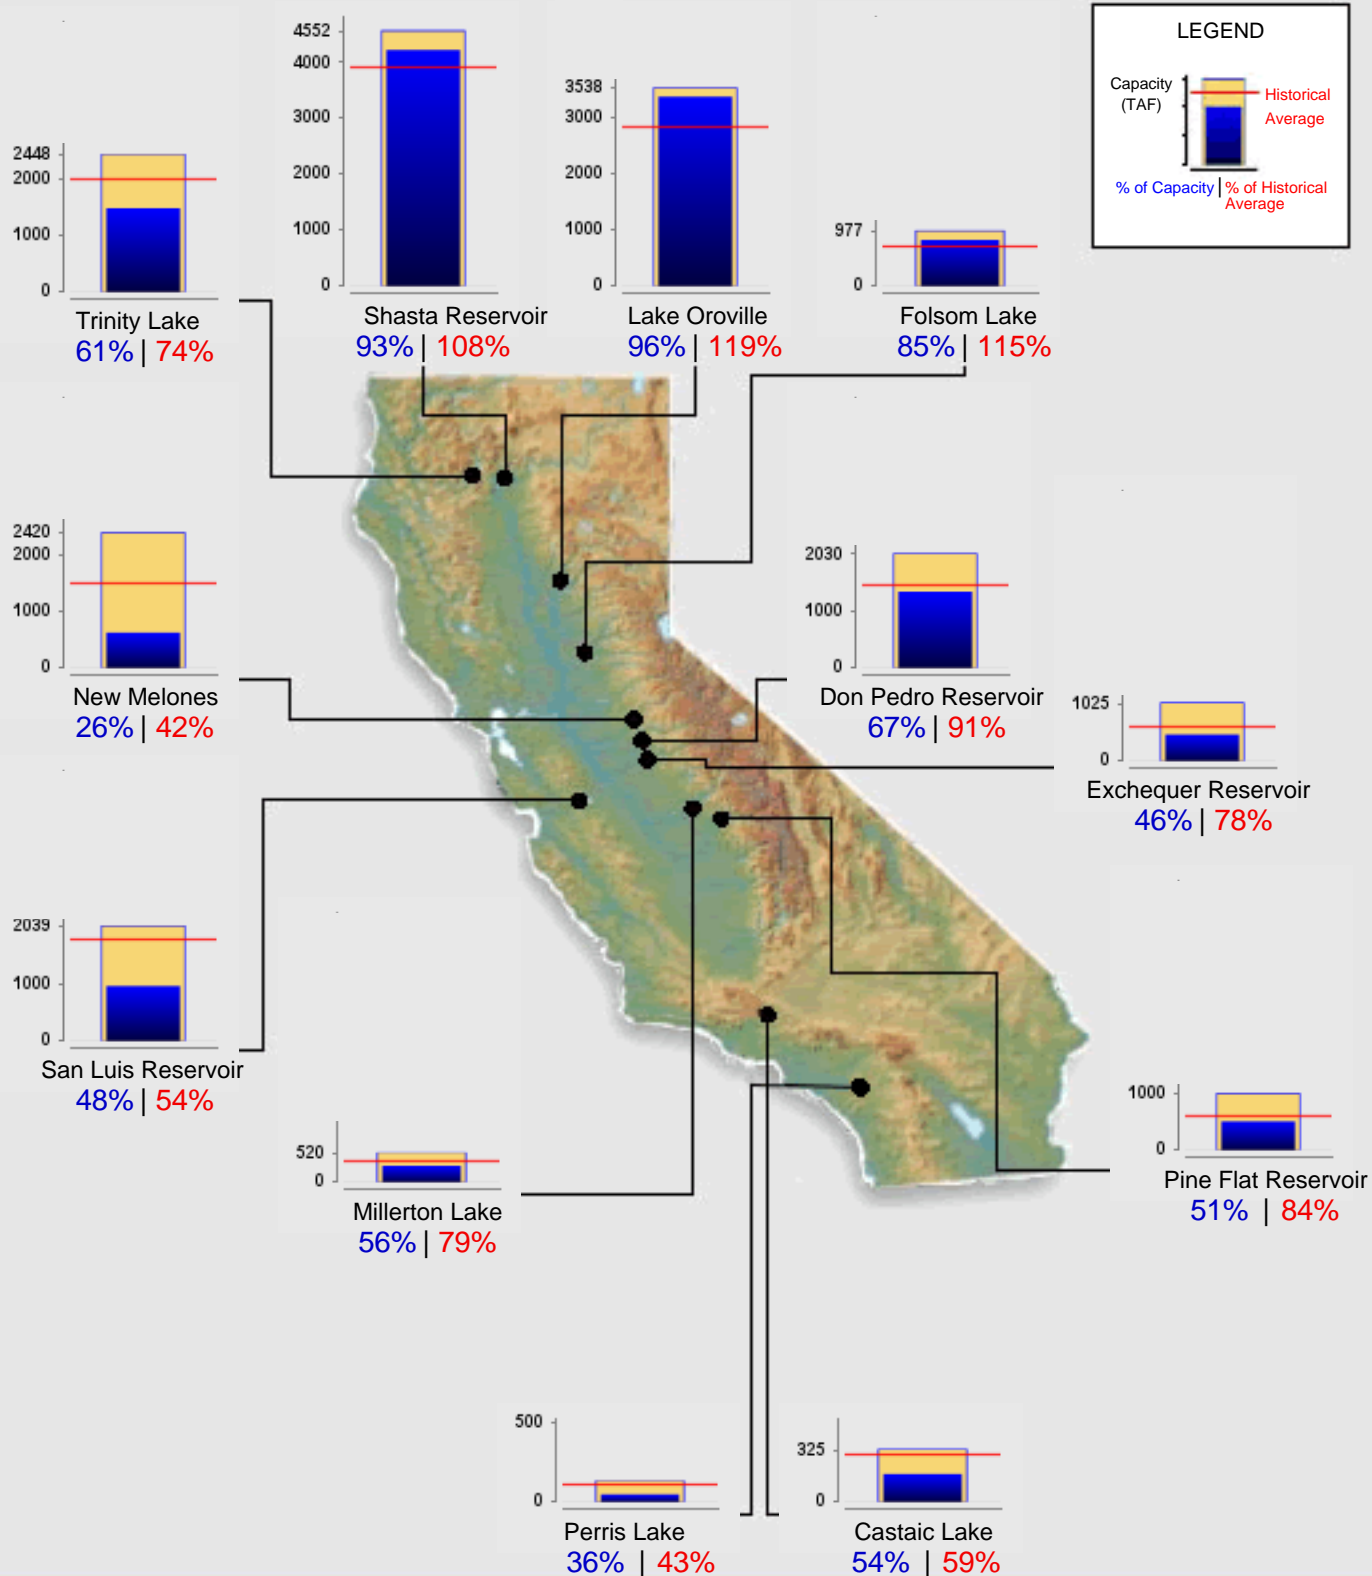 LEGEND
Capacity
(TAF)
Historical
Average
% of Capacity | % of Historical
Average
2448
2000
1000
0
Trinity Lake
61% | 74%
4552
4000
3000
2000
1000
0
Shasta Reservoir
93% | 108%
3538
3000
2000
1000
0
Lake Oroville
96% | 119%
977
0
Folsom Lake
85% | 115%
2420
2000
1000
0
New Melones
26% | 42%
2030
1000
0
Don Pedro Reservoir
67% | 91%
1025
0
Exchequer Reservoir
46% | 78%
2039
1000
0
San Luis Reservoir
48% | 54%
520
0
Millerton Lake
56% | 79%
1000
0
Pine Flat Reservoir
51% | 84%
500
0
Perris Lake
36% | 43%
325
0
Castaic Lake
54% | 59%